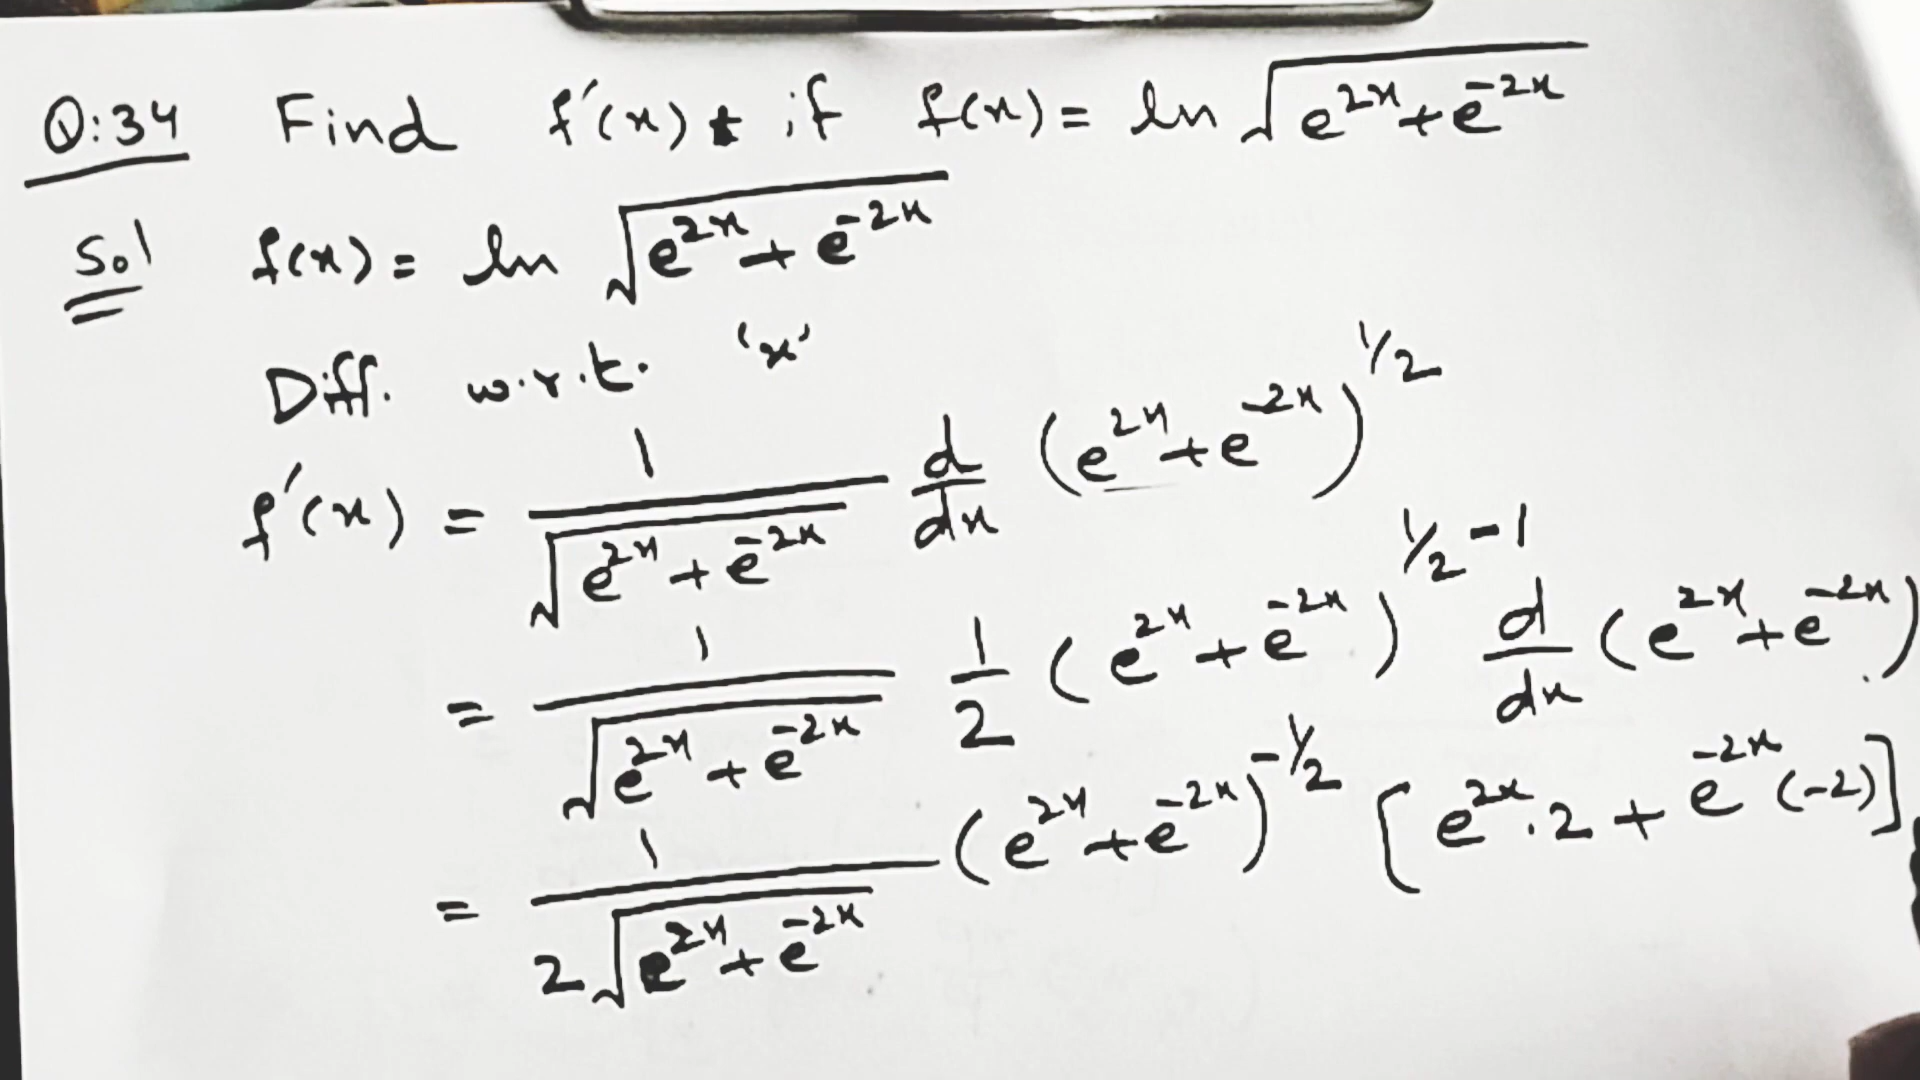 Q:34 Find f'(x) if f(x) = ln √(e^{2x}+e^{-2x})
Sol f(x) = ln √(e^{2x}+e^{-2x})
Diff. w.r.t. 'x'
f'(x) = 1/√(e^{2x}+e^{-2x}) d/dx (e^{2x}+e^{-2x})^{1/2}
= 1/√(e^{2x}+e^{-2x}) 1/2 (e^{2x}+e^{-2x})^{1/2-1} d/dx (e^{2x}+e^{-2x})
= 1/(2√(e^{2x}+e^{-2x})) (e^{2x}+e^{-2x})^{-1/2} [e^{2x}.2+e^{-2x}(-2)]